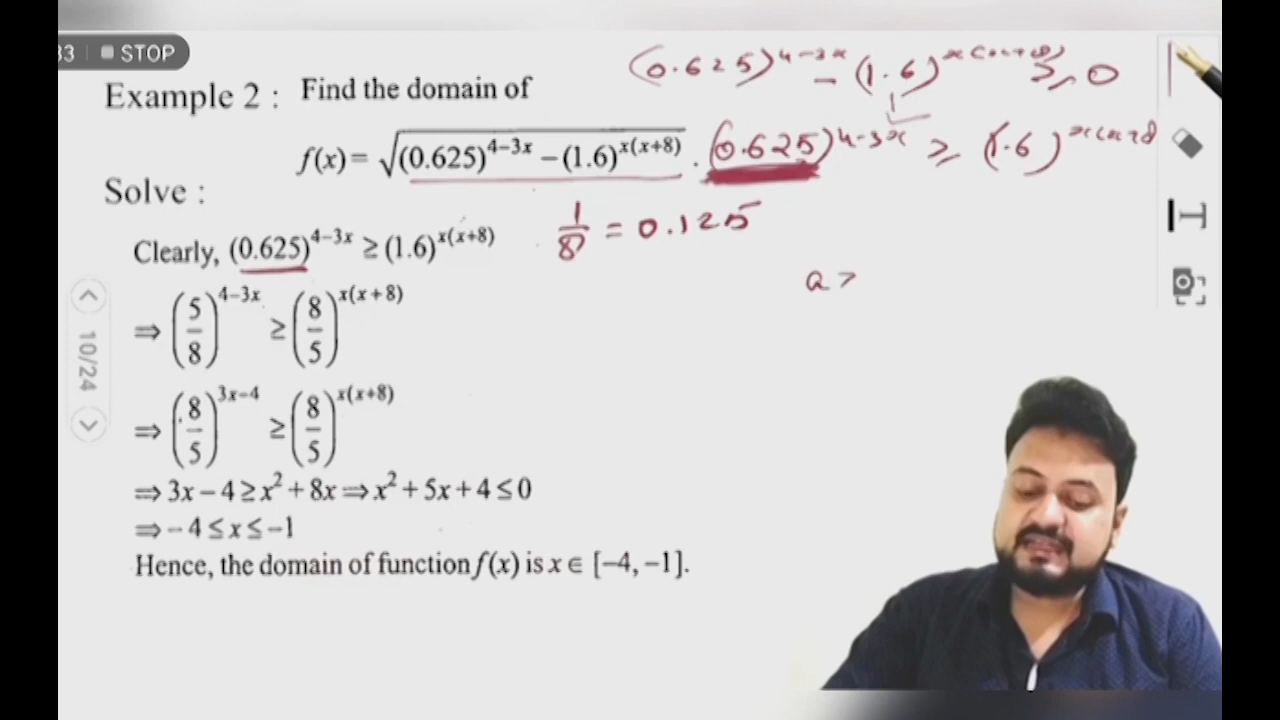 33 STOP
(0.625)^{4-3x} - (1.6)^{x(x+8)} ≥ 0
Example 2 : Find the domain of
f(x) = √((0.625)^{4–3x} – (1.6)^{x(x+8)}) . (0.625)^{4-3x} ≥ (1.6)^{x(x+8)}
Solve :
1/8 = 0.125
Clearly, (0.625)^{4–3x} ≥ (1.6)^{x(x+8)}
a >
⇒ (5/8)^{4–3x} ≥ (8/5)^{x(x+8)}
10/24
⇒ (8/5)^{3x–4} ≥ (8/5)^{x(x+8)}
⇒ 3x – 4 ≥ x² + 8x ⇒ x² + 5x + 4 ≤ 0
⇒ – 4 ≤ x ≤ –1
Hence, the domain of function f(x) is x ∈ [–4, –1].